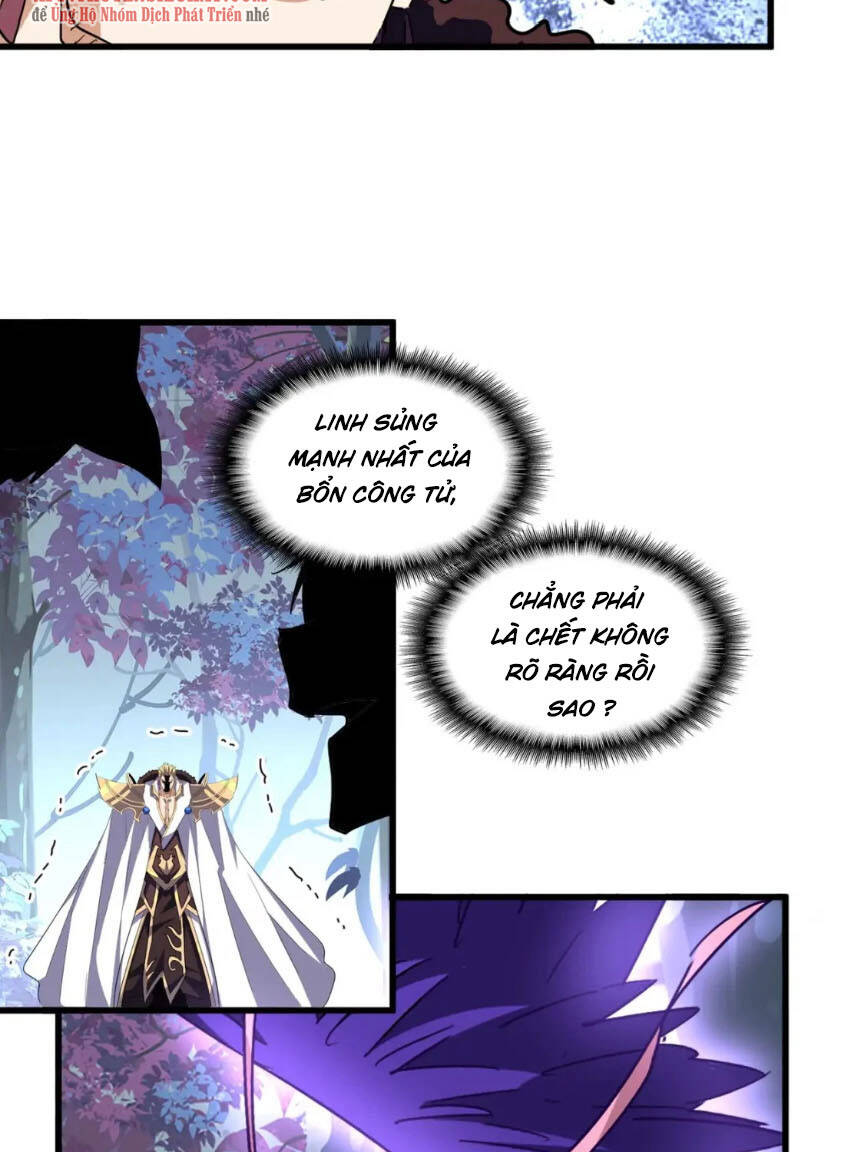 để Ủng Hộ Nhóm Dịch Phát Triển nhé
LINH SỦNG
MẠNH NHẤT CỦA
BỔN CÔNG TỬ,
CHẲNG PHẢI
LÀ CHẾT KHÔNG
RÕ RÀNG RỒI
SAO ?